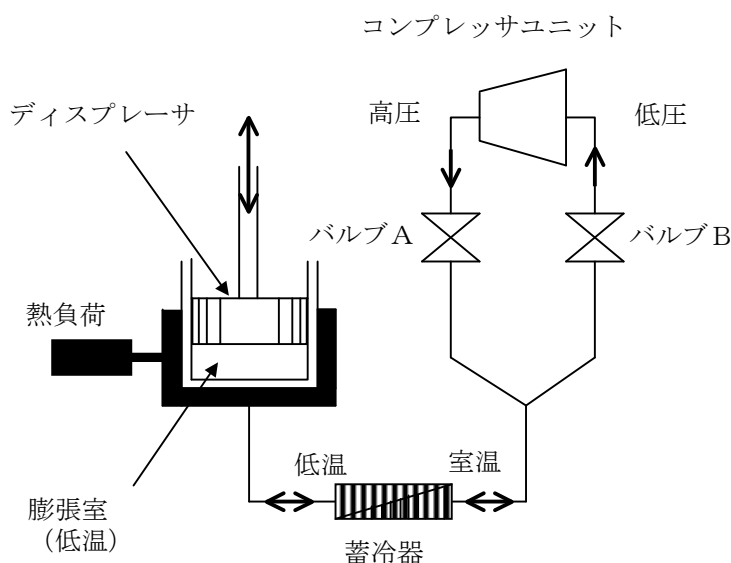 コンプレッサユニット
ディスプレーサ
高圧
低圧
バルブA
バルブB
熱負荷
低温
室温
膨張室
(低温)
蓄冷器